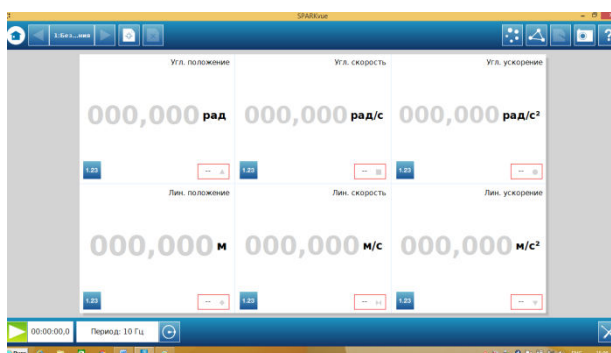 SPARKvue
1:Без...ния
Угл. положение Угл. скорость Угл. ускорение
000,000 рад 000,000 рад/с 000,000 рад/с²
1.23 -- 1.23 -- 1.23 --
Лин. положение Лин. скорость Лин. ускорение
000,000 м 000,000 м/с 000,000 м/с²
1.23 -- 1.23 -- 1.23 --
00:00:00,0 Период: 10 Гц